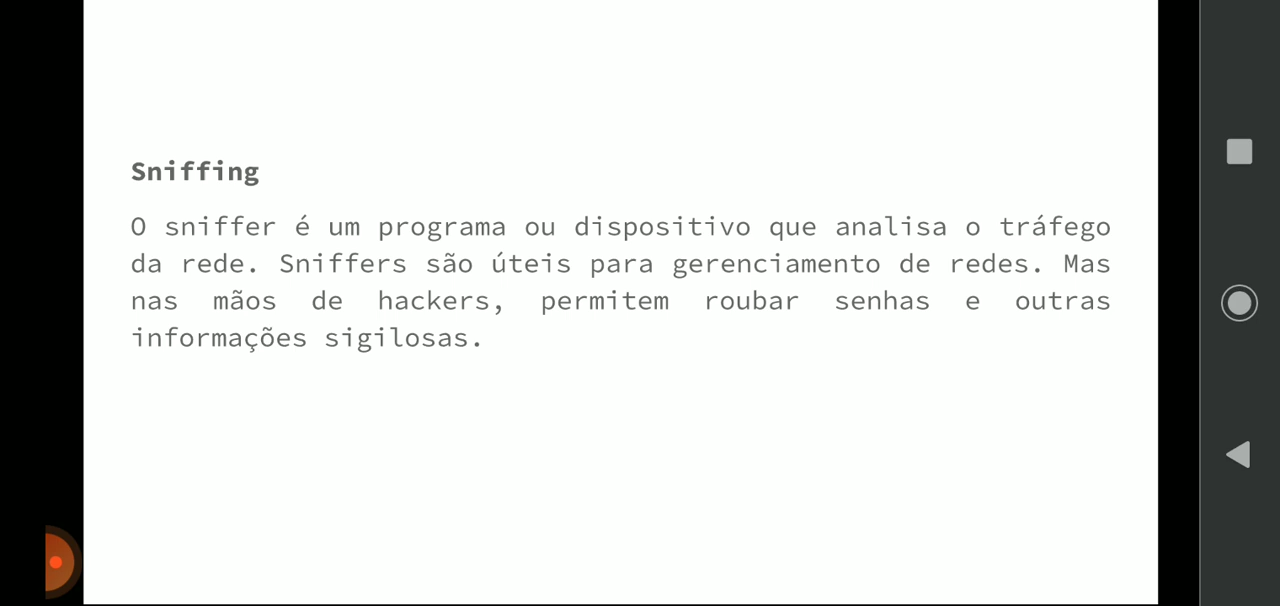 Sniffing
O sniffer é um programa ou dispositivo que analisa o tráfego
da rede. Sniffers são úteis para gerenciamento de redes. Mas
nas mãos de hackers, permitem roubar senhas e outras
informações sigilosas.